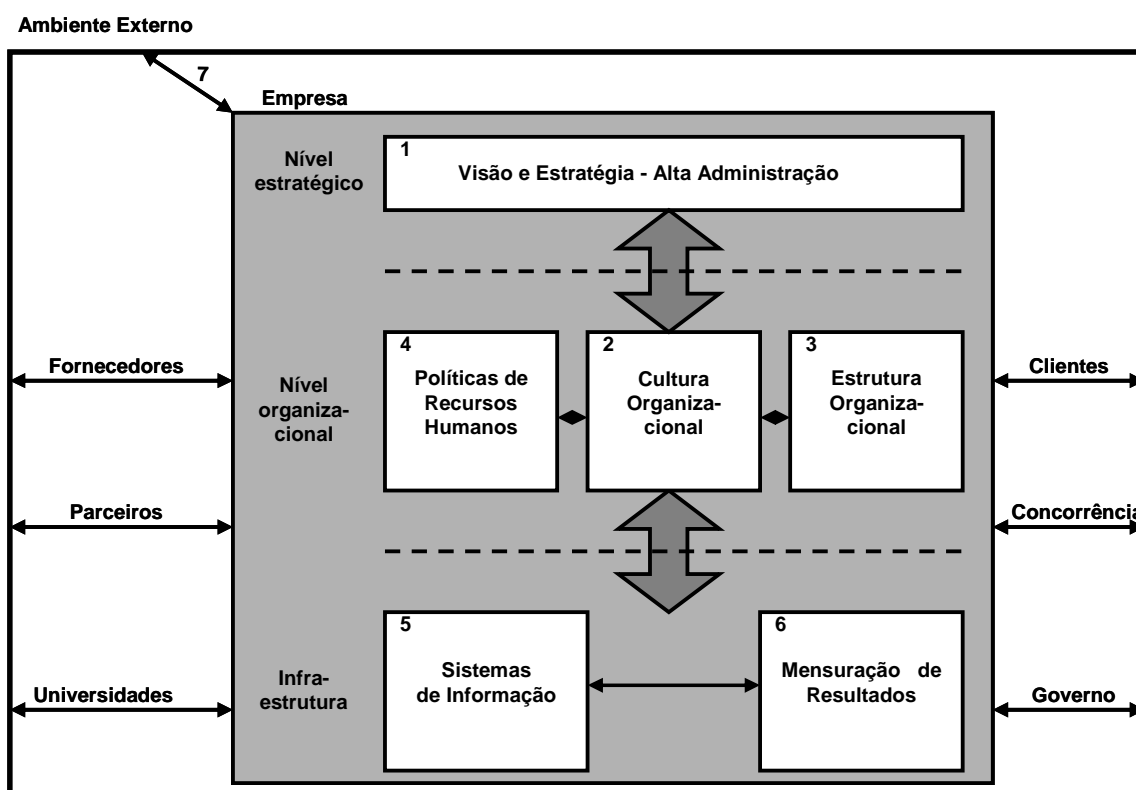 Ambiente Externo
7
Empresa
Nível
estratégico
1
Visão e Estratégia - Alta Administração
Fornecedores
Nível
organiza-
cional
4
Políticas de
Recursos
Humanos
2
Cultura
Organiza-
cional
3
Estrutura
Organiza-
cional
Clientes
Parceiros
Concorrência
Universidades
Infra-
estrutura
5
Sistemas
de Informação
6
Mensuração de
Resultados
Governo